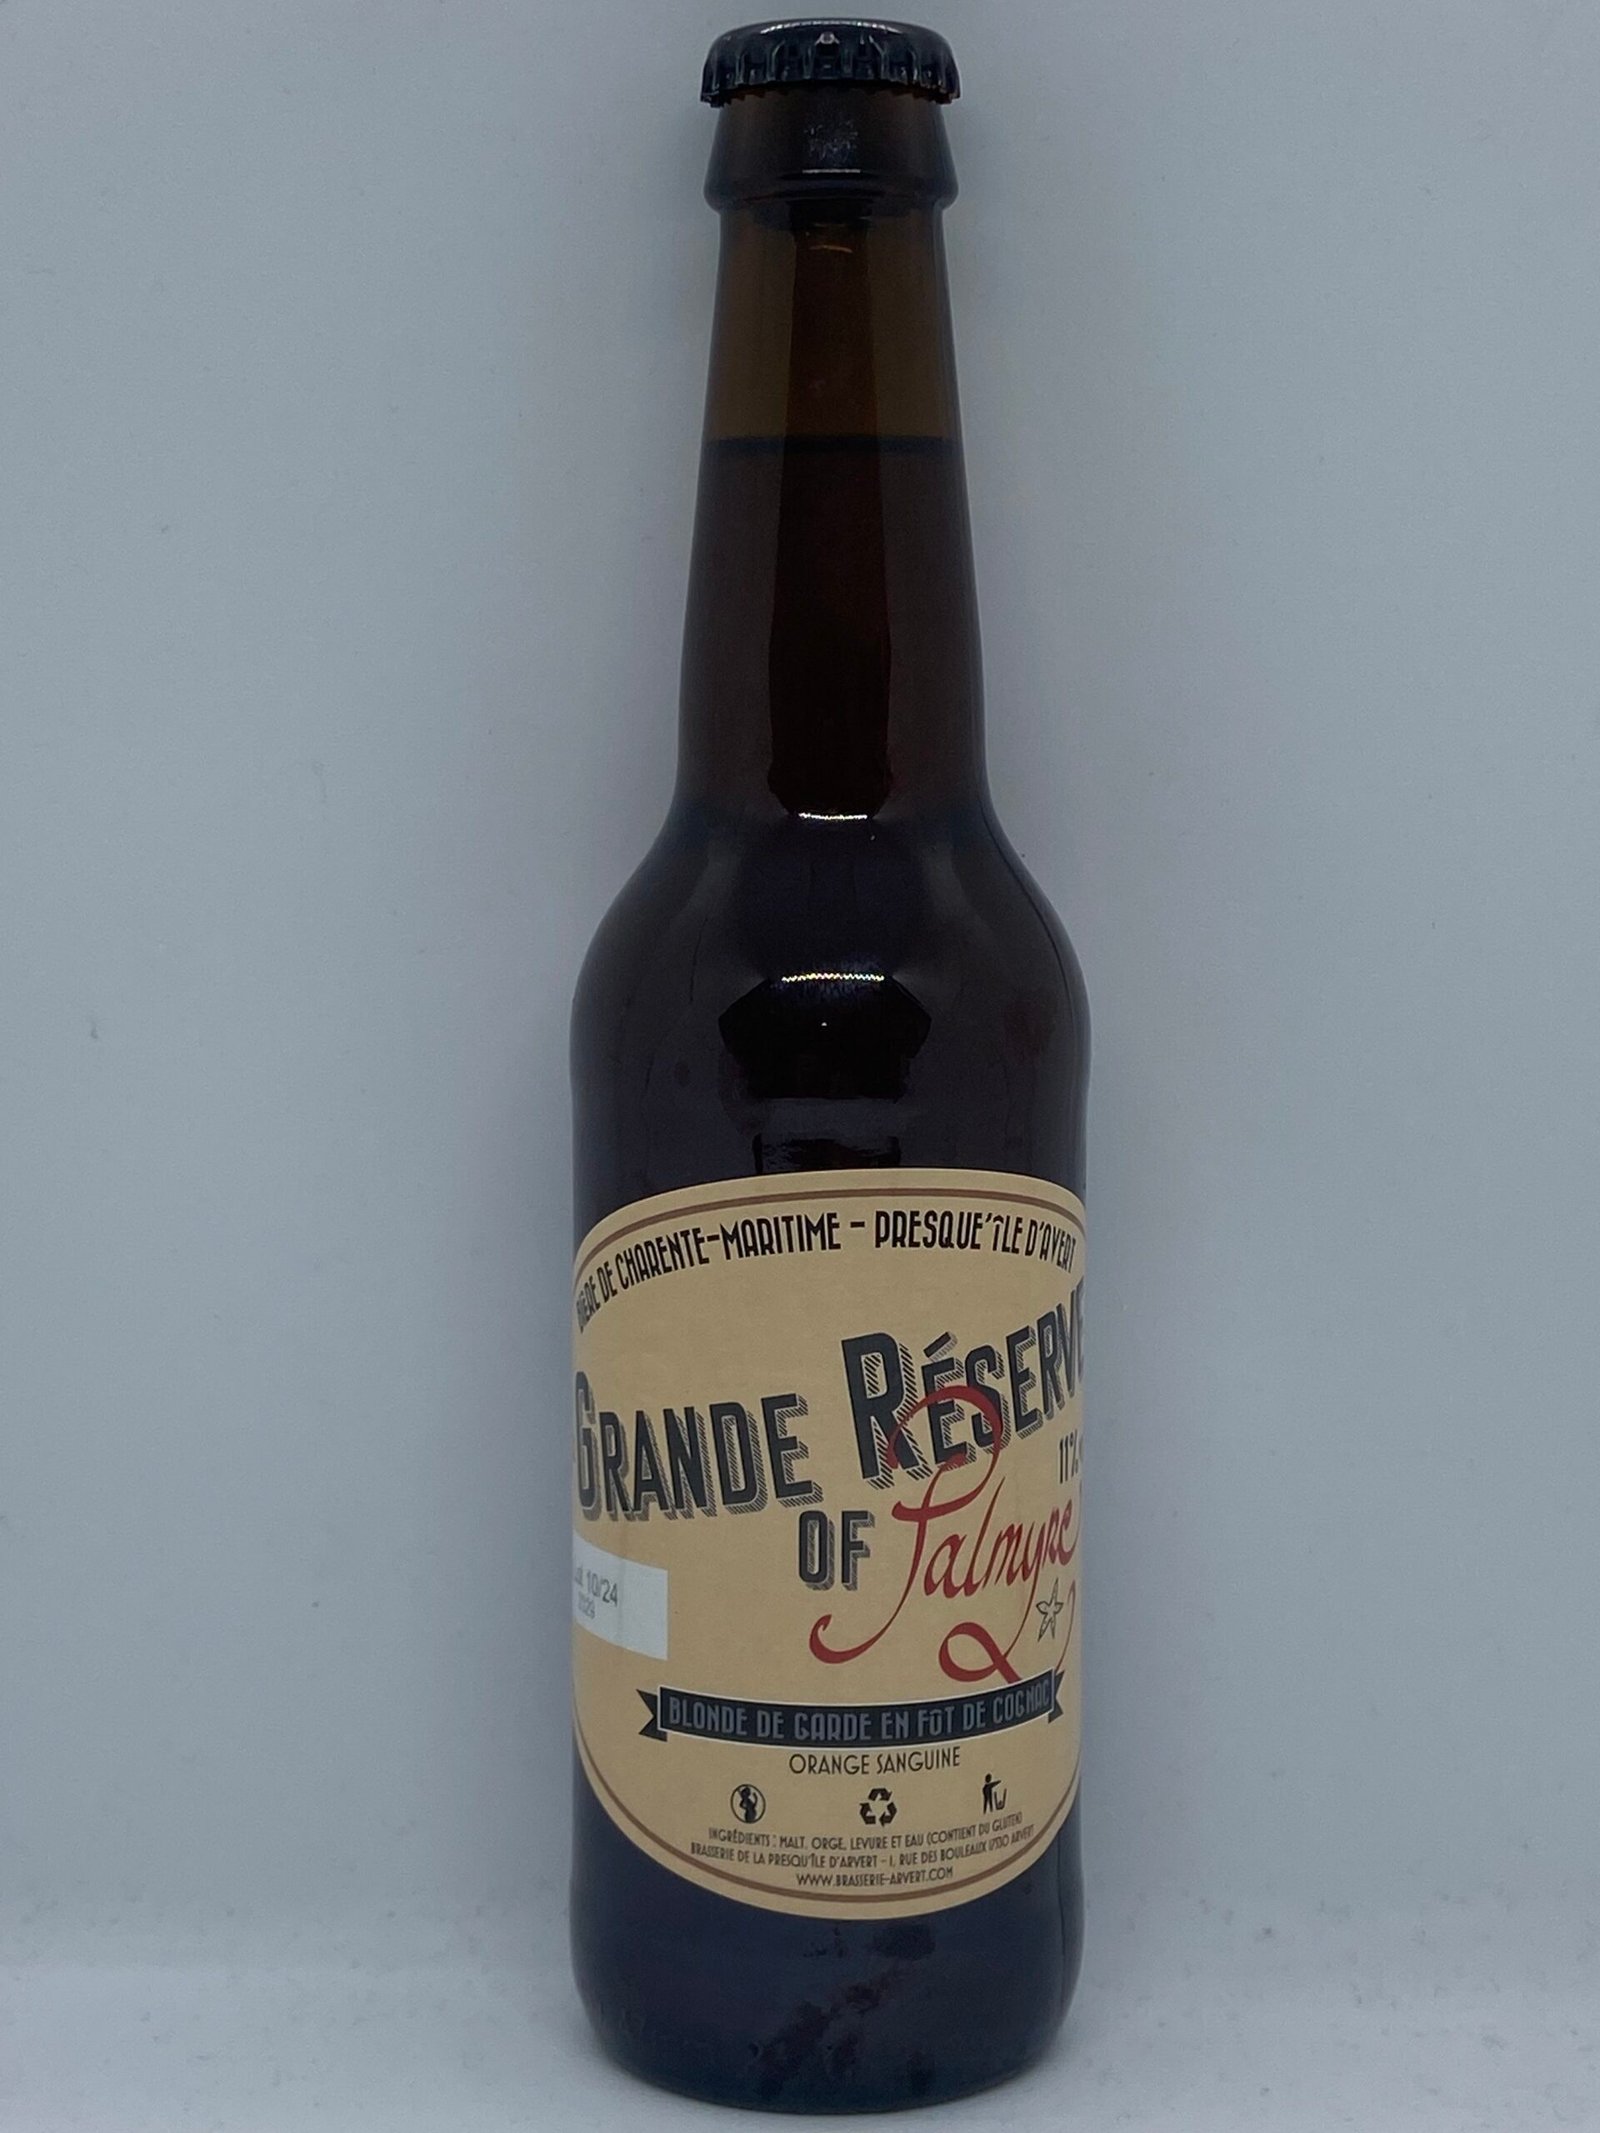 BIÈRE DE CHARENTE-MARITIME - PRESQUE'ÎLE D'AVERT
GRANDE RÉSERVE
11%
OF Palmyre
10/24
BLONDE DE GARDE EN FÛT DE COGNAC
ORANGE SANGUINE
INGRÉDIENTS : MALT, ORGE, LEVURE ET EAU (CONTIENT DU GLUTEN)
BRASSERIE DE LA PRESQU'ÎLE D'ARVERT - 1, RUE DES BOULEAUX 17530 ARVERT
WWW.BRASSERIE-ARVERT.COM